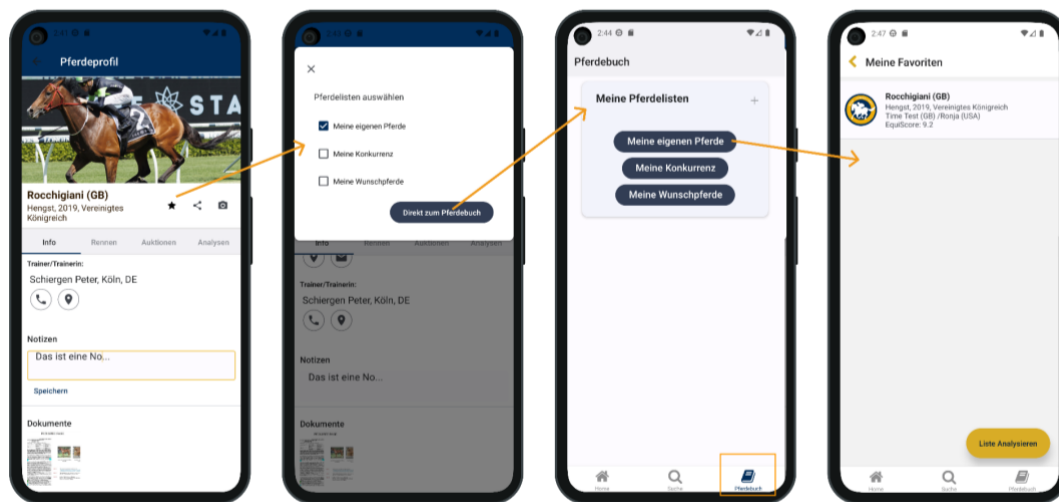 2:47
Pferdeprofil
STA
Rocchigiani (GB)
Hengst, 2019, Vereinigtes
Königreich
Info Rennen Auktionen Analysen
Trainer/Trainerin:
Schiergen Peter, Köln, DE
Notizen
Das ist eine No...
Speichern
Dokumente
Pferdelisten auswählen
Meine eigenen Pferde
Meine Konkurrenz
Meine Wunschpferde
Direkt zum Pferdebuch
Info Rennen Auktionen Analysen
Trainer/Trainerin:
Schiergen Peter, Köln, DE
Notizen
Das ist eine No...
Dokumente
2:44
Pferdebuch
Meine Pferdelisten
Meine eigenen Pferde
Meine Konkurrenz
Meine Wunschpferde
Home Suche Pferdebuch
2:47
Meine Favoriten
Rocchigiani (GB)
Hengst, 2019, Vereinigtes Königreich
Time Test (GB) /Ronja (USA)
EquiScore: 9.2
Liste Analysieren
Home Suche Pferdebuch